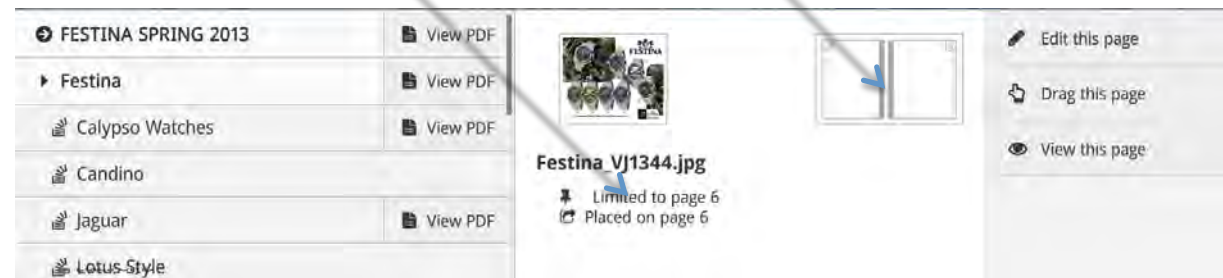 FESTINA SPRING 2013 View PDF
Festina View PDF
Calypso Watches View PDF
Candino
Jaguar View PDF
Lotus Style
FESTINA
Festina_VJ1344.jpg
Limited to page 6
Placed on page 6
Edit this page
Drag this page
View this page